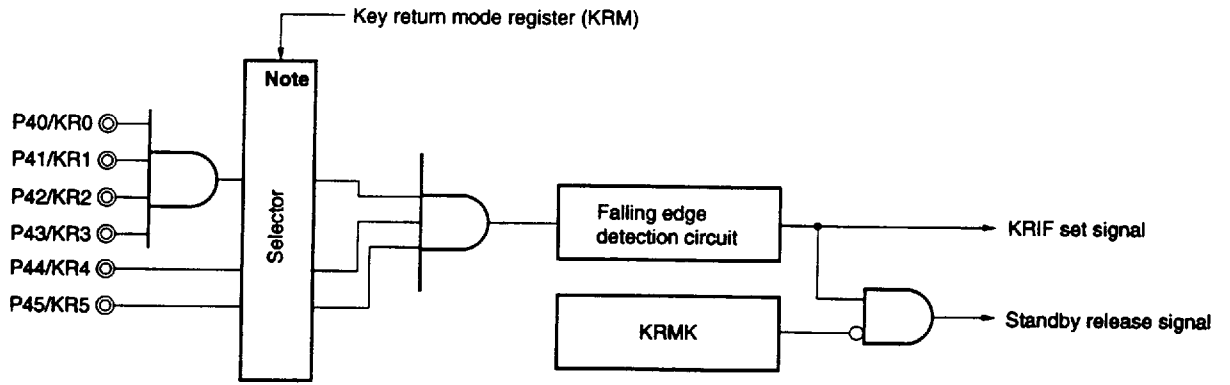 Key return mode register (KRM)
Note
P40/KR0
P41/KR1
P42/KR2
P43/KR3
P44/KR4
P45/KR5
Selector
Falling edge
detection circuit
KRIF set signal
KRMK
Standby release signal